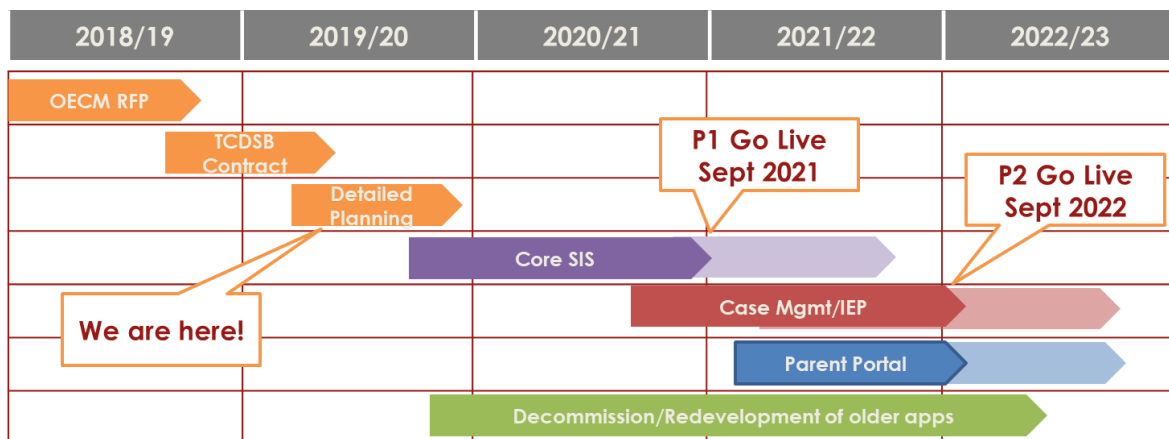 2018/19
2019/20
2020/21
2021/22
2022/23
OECM RFP
TCDSB
Contract
P1 Go Live
Sept 2021
Detailed
Planning
P2 Go Live
Sept 2022
Core SIS
We are here!
Case Mgmt/IEP
Parent Portal
Decommission/Redevelopment of older apps